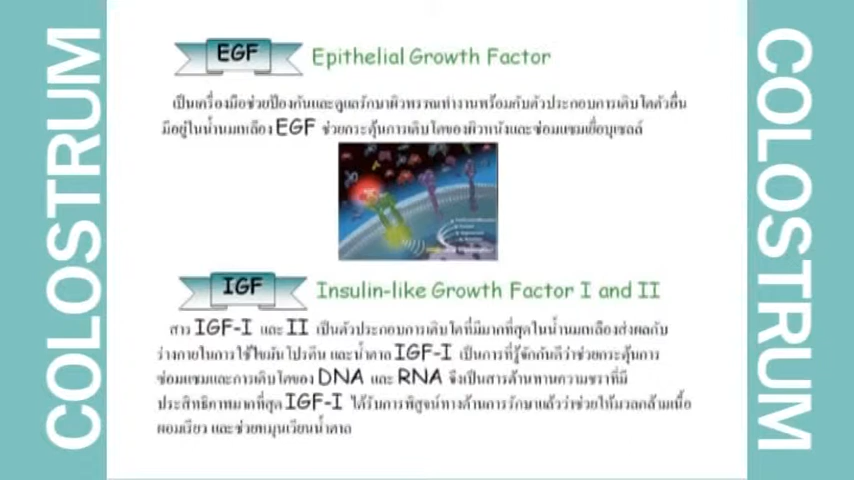 COLOSTRUM
EGF Epithelial Growth Factor
เป็นเครื่องมือช่วยป้องกันและดูแลรักษาผิวพรรณทำงานพร้อมกับตัวประกอบการเติบโตตัวอื่น
มีอยู่ในน้ำนมเหลือง EGF ช่วยกระตุ้นการเติบโตของผิวหนังและซ่อมแซมเยื่อบุเซลล์
IGF Insulin-like Growth Factor I and II
สาร IGF-I และ II เป็นตัวประกอบการเติบโตที่มีมากที่สุดในน้ำนมเหลืองส่งผลกับ
ร่างกายในการใช้ไขมัน โปรตีน และน้ำตาล IGF-I เป็นการที่รู้จักกันดีว่าช่วยกระตุ้นการ
ซ่อมแซมและการเติบโตของ DNA และ RNA จึงเป็นสารต้านทานความชราที่มี
ประสิทธิภาพมากที่สุด IGF-I ได้รับการพิสูจน์ทางด้านการรักษาแล้วว่าช่วยให้มวลกล้ามเนื้อ
ผอมเรียว และช่วยหมุนเวียนน้ำตาล
COLOSTRUM